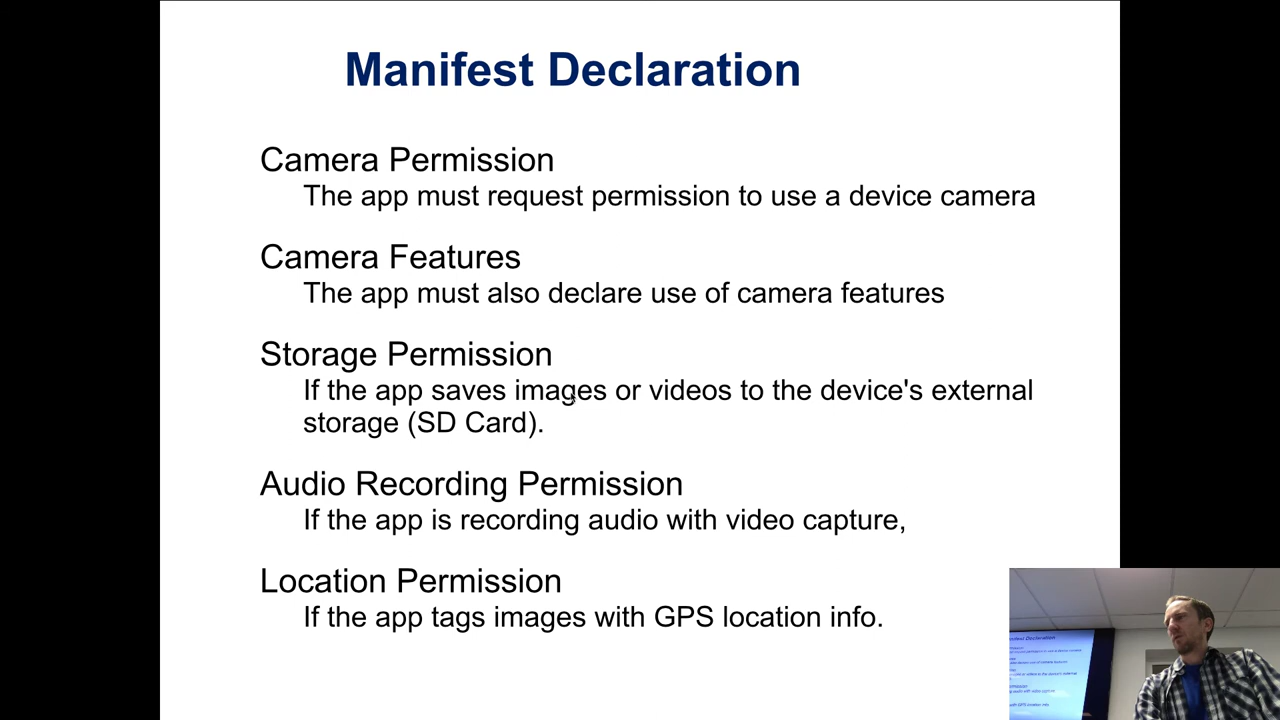 Manifest Declaration
Camera Permission
The app must request permission to use a device camera
Camera Features
The app must also declare use of camera features
Storage Permission
If the app saves images or videos to the device's external
storage (SD Card).
Audio Recording Permission
If the app is recording audio with video capture,
Location Permission
If the app tags images with GPS location info.